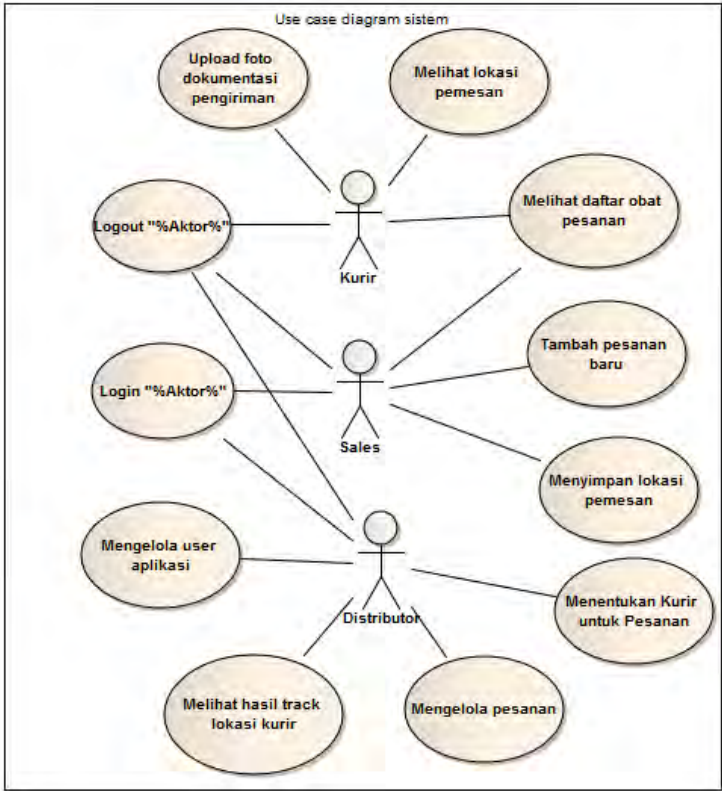 Use case diagram sistem
Upload foto
dokumentasi
pengiriman
Melihat lokasi
pemesan
Logout "%Aktor%"
Melihat daftar obat
pesanan
Kurir
Tambah pesanan
baru
Login "%Aktor%"
Sales
Menyimpan lokasi
pemesan
Mengelola user
aplikasi
Menentukan Kurir
untuk Pesanan
Distributor
Melihat hasil track
lokasi kurir
Mengelola pesanan